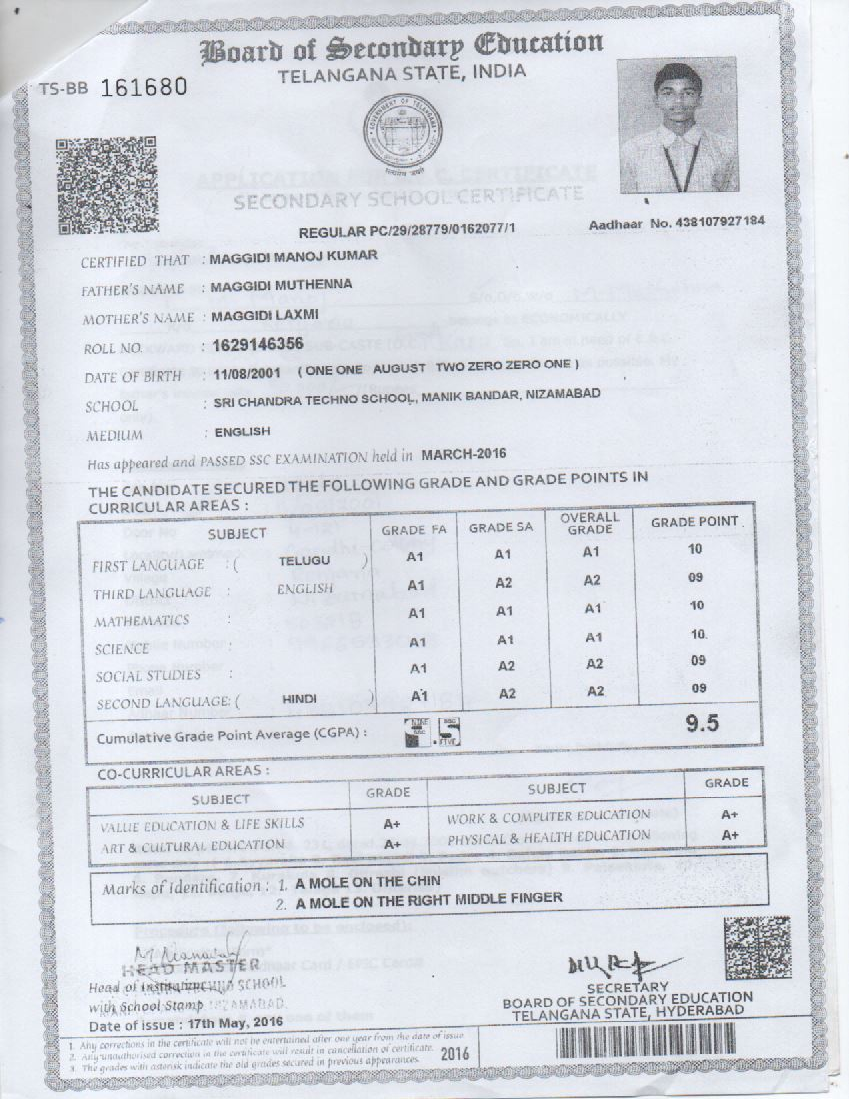 Board of Secondary Education
TELANGANA STATE, INDIA
TS-BB 161680
GOVERNMENT OF TELANGANA
SECONDARY SCHOOL CERTIFICATE
REGULAR PC/29/28779/0162077/1
Aadhaar No. 438107927184
CERTIFIED THAT : MAGGIDI MANOJ KUMAR
FATHER'S NAME : MAGGIDI MUTHENNA
MOTHER'S NAME : MAGGIDI LAXMI
ROLL NO : 1629146356
DATE OF BIRTH : 11/08/2001 ( ONE ONE AUGUST TWO ZERO ZERO ONE )
SCHOOL : SRI CHANDRA TECHNO SCHOOL, MANIK BANDAR, NIZAMABAD
MEDIUM : ENGLISH
Has appeared and PASSED SSC EXAMINATION held in MARCH-2016
THE CANDIDATE SECURED THE FOLLOWING GRADE AND GRADE POINTS IN
CURRICULAR AREAS :
SUBJECT GRADE FA GRADE SA OVERALL GRADE GRADE POINT
FIRST LANGUAGE : ( TELUGU ) A1 A1 A1 10
THIRD LANGUAGE : ENGLISH A1 A2 A2 09
MATHEMATICS : A1 A1 A1 10
SCIENCE : A1 A1 A1 10
SOCIAL STUDIES : A1 A2 A2 09
SECOND LANGUAGE: ( HINDI ) A1 A2 A2 09
Cumulative Grade Point Average (CGPA) : 9.5
CO-CURRICULAR AREAS :
SUBJECT GRADE SUBJECT GRADE
VALUE EDUCATION & LIFE SKILLS A+ WORK & COMPUTER EDUCATION A+
ART & CULTURAL EDUCATION A+ PHYSICAL & HEALTH EDUCATION A+
Marks of Identification : 1. A MOLE ON THE CHIN
2. A MOLE ON THE RIGHT MIDDLE FINGER
HEAD MASTER
Head of Institution
with School Stamp
Date of issue : 17th May, 2016
SECRETARY
BOARD OF SECONDARY EDUCATION
TELANGANA STATE, HYDERABAD
1. Any corrections in the certificate will not be entertained after one year from the date of issue.
2. Any unauthorised correction in the certificate will result in cancellation of certificate.
3. The grades with asterisk indicate the old grades secured in previous appearances.
2016